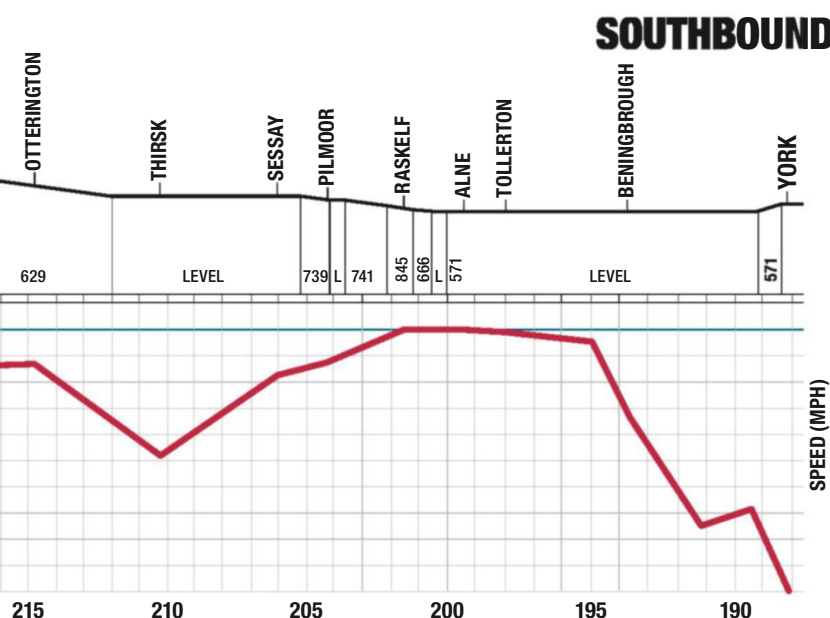 SOUTHBOUND
OTTERINGTON
THIRSK
SESSAY
PILMOOR
RASKELF
ALNE
TOLLERTON
BENINGBROUGH
YORK
629
LEVEL
739
L
741
845
666
L
571
LEVEL
571
SPEED (MPH)
215 210 205 200 195 190